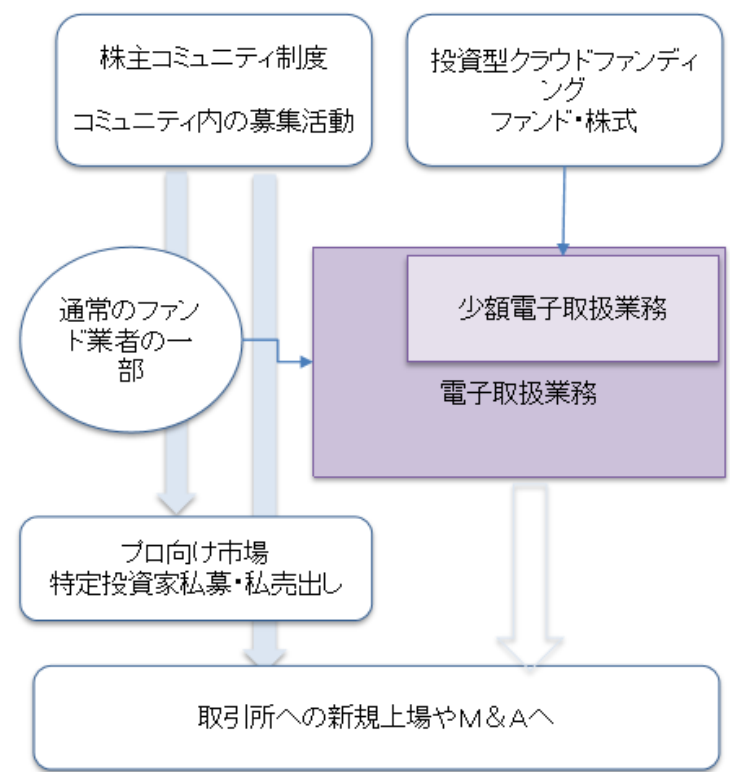 株主コミュニティ制度
コミュニティ内の募集活動
投資型クラウドファンディ
ング
ファンド・株式
通常のファン
ド業者の一
部
少額電子取扱業務
電子取扱業務
プロ向け市場
特定投資家私募・私売出し
取引所への新規上場やM&Aへ